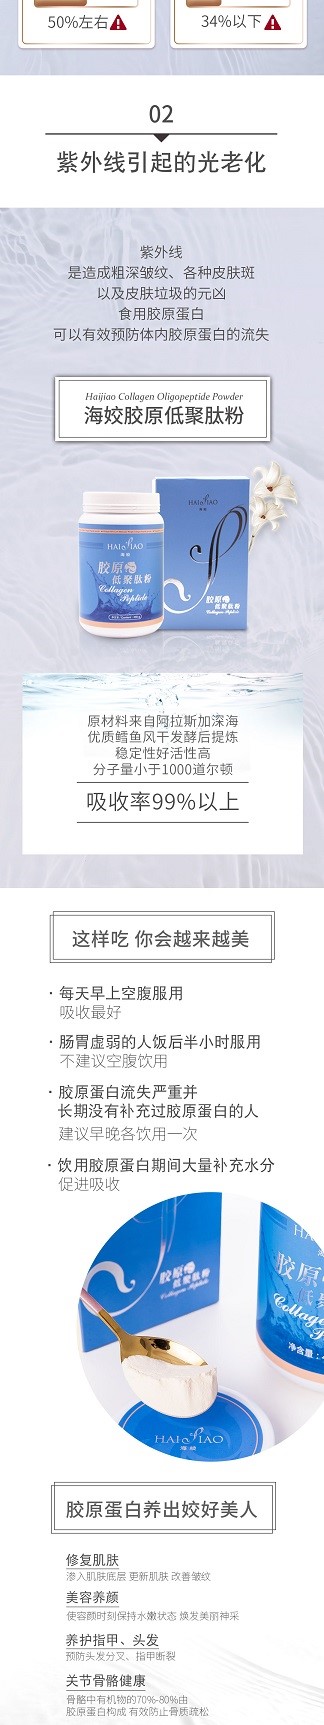 50%左右
34%以下
02
紫外线引起的光老化
紫外线
是造成粗深皱纹、各种皮肤斑
以及皮肤垃圾的元凶
食用胶原蛋白
可以有效预防体内胶原蛋白的流失
Haijiao Collagen Oligopeptide Powder
海姣胶原低聚肽粉
HAI JIAO
胶原
低聚肽粉
Collagen
Peptide
HAI JIAO
胶原
低聚肽粉
Collagen Peptide
原材料来自阿拉斯加深海
优质鳕鱼风干发酵后提炼
稳定性好活性高
分子量小于1000道尔顿
吸收率99%以上
这样吃 你会越来越美
· 每天早上空腹服用
吸收最好
· 肠胃虚弱的人饭后半小时服用
不建议空腹饮用
· 胶原蛋白流失严重并
长期没有补充过胶原蛋白的人
建议早晚各饮用一次
· 饮用胶原蛋白期间大量补充水分
促进吸收
胶原
低聚肽粉
Collagen Peptide
胶原
低聚
Collage
Pept
净含量:
HAI JIAO
胶原蛋白养出姣好美人
修复肌肤
渗入肌肤底层 更新肌肤 改善皱纹
美容养颜
使容颜时刻保持水嫩状态 焕发美丽神采
养护指甲、头发
预防头发分叉、指甲断裂
关节骨骼健康
骨骼中有机物的70%-80%由
胶原蛋白构成 有效防止骨质疏松